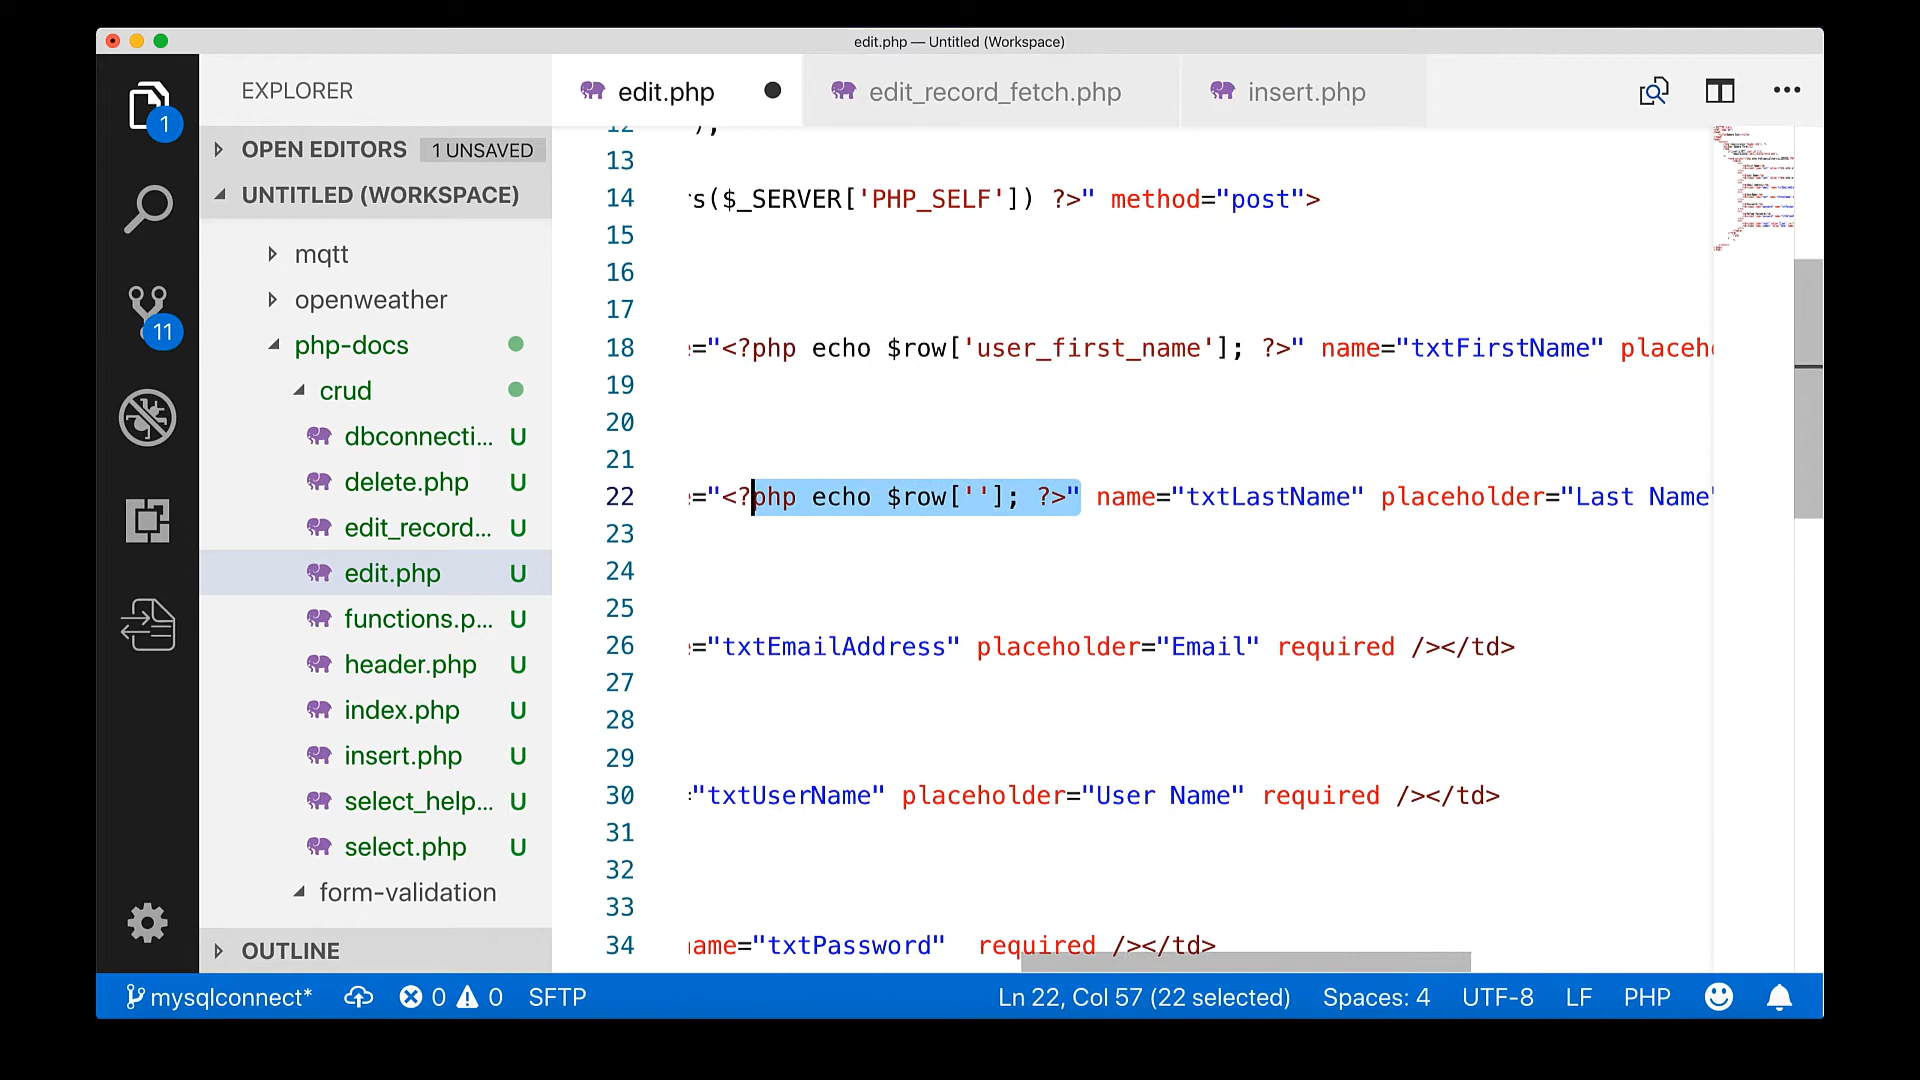 edit.php — Untitled (Workspace)
EXPLORER
edit.php
edit_record_fetch.php
insert.php
1
OPEN EDITORS 1 UNSAVED
UNTITLED (WORKSPACE)
mqtt
openweather
11
php-docs
crud
dbconnecti... U
delete.php U
edit_record... U
edit.php U
functions.p... U
header.php U
index.php U
insert.php U
select_help... U
select.php U
form-validation
OUTLINE
12 );
13
14 s($_SERVER['PHP_SELF']) ?>" method="post">
15
16
17
18 ="<?php echo $row['user_first_name']; ?>" name="txtFirstName" placeh
19
20
21
22 ="<?php echo $row['']; ?>" name="txtLastName" placeholder="Last Name"
23
24
25
26 ="txtEmailAddress" placeholder="Email" required /></td>
27
28
29
30 ="txtUserName" placeholder="User Name" required /></td>
31
32
33
34 ame="txtPassword"  required /></td>
mysqlconnect* 0 0 SFTP Ln 22, Col 57 (22 selected) Spaces: 4 UTF-8 LF PHP